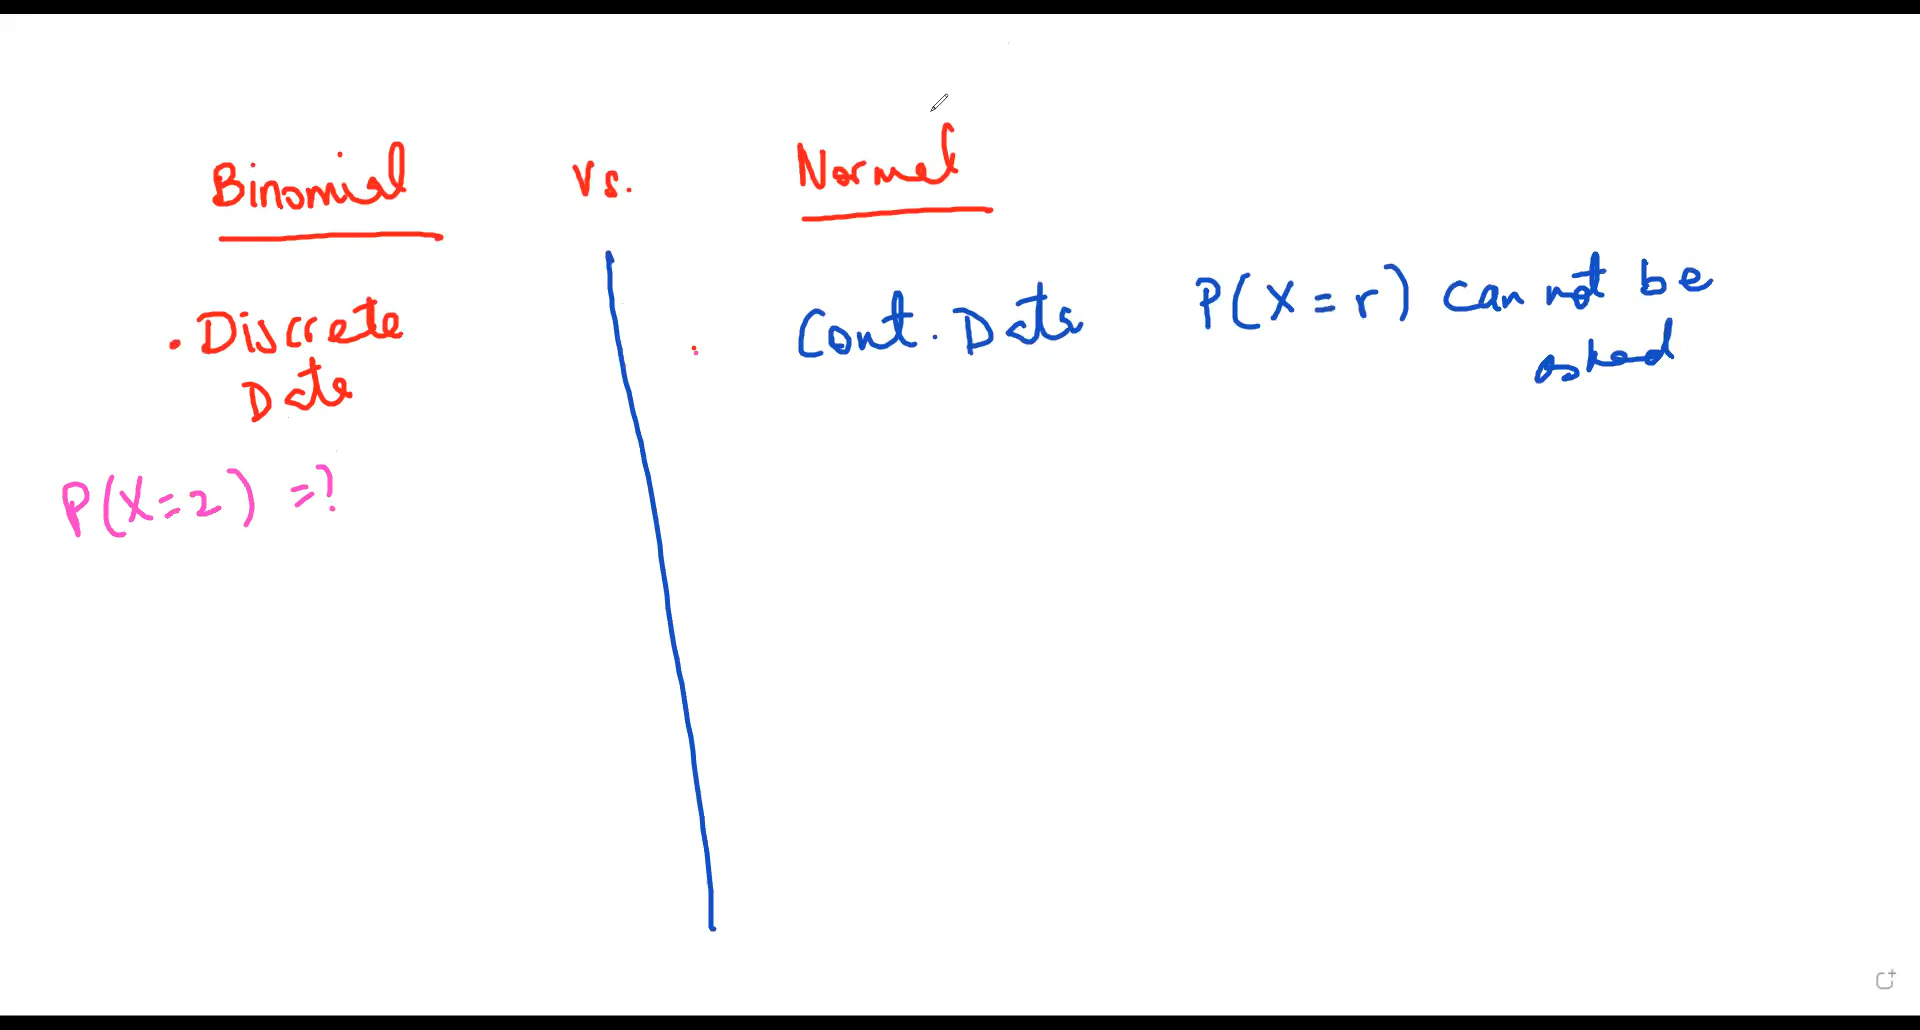 Binomial vs. Normal
. Discrete
Data
P(X=2) =?
Cont. Data
P(X=r) can not be
asked